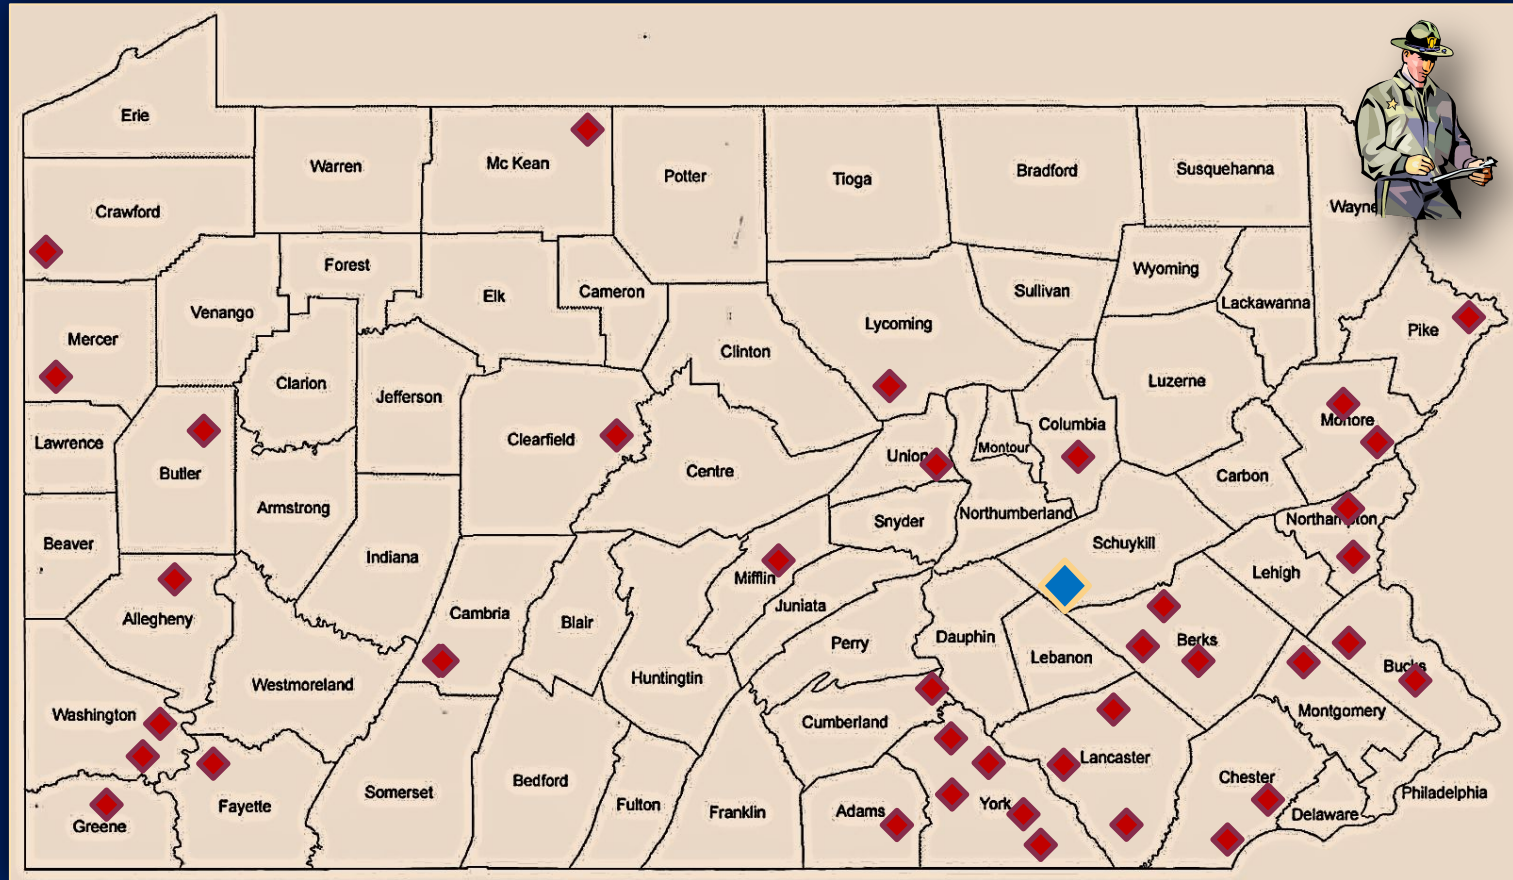 Erie
Warren
Mc Kean
Potter
Tioga
Bradford
Susquehanna
Wayne
Crawford
Forest
Elk
Cameron
Sullivan
Wyoming
Lackawanna
Venango
Mercer
Clinton
Lycoming
Pike
Clarion
Jefferson
Luzerne
Columbia
Monroe
Lawrence
Clearfield
Butler
Centre
Union
Montour
Carbon
Armstrong
Snyder
Northumberland
Northampton
Beaver
Indiana
Schuykill
Lehigh
Mifflin
Juniata
Allegheny
Cambria
Blair
Perry
Dauphin
Lebanon
Berks
Bucks
Westmoreland
Huntingtin
Washington
Cumberland
Montgomery
Lancaster
Chester
Bedford
Somerset
Fulton
Franklin
Adams
York
Delaware
Philadelphia
Fayette
Greene